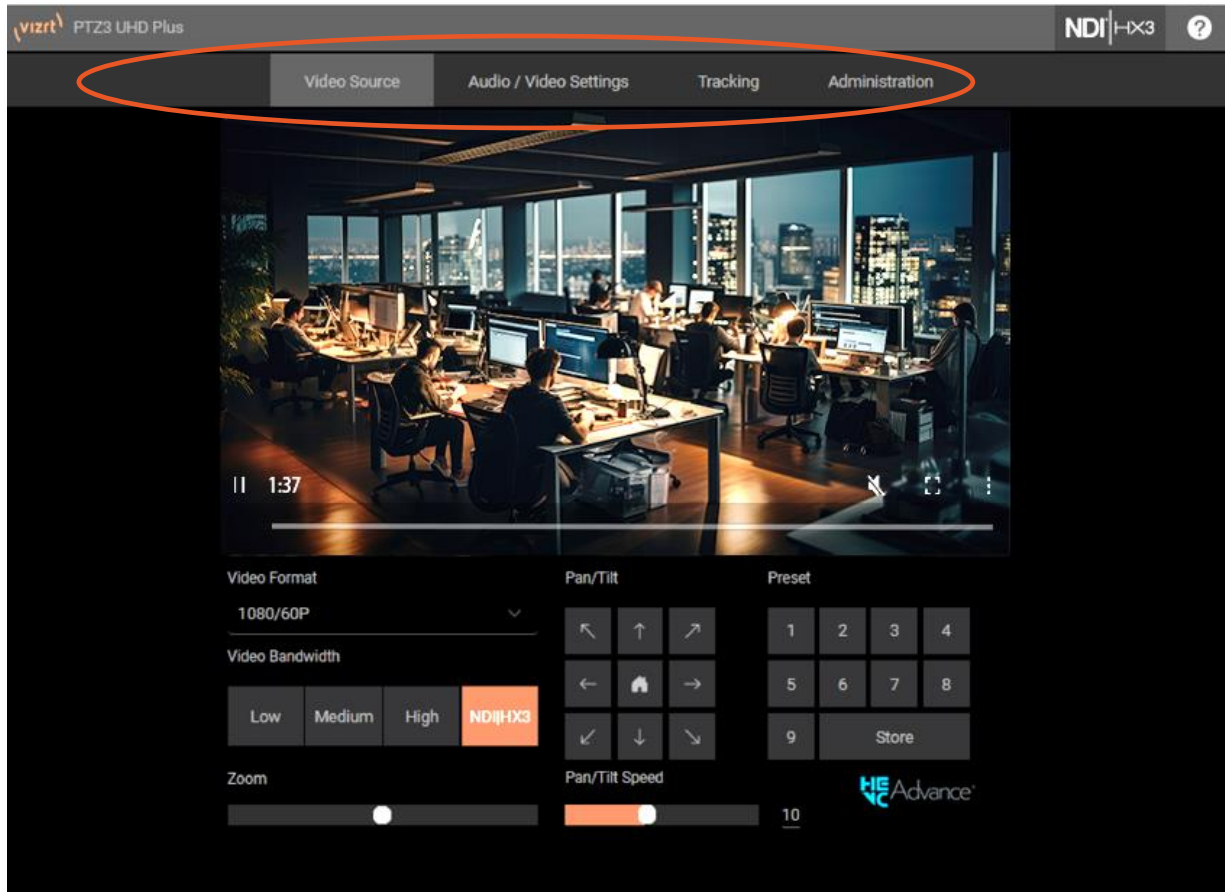 vizrt PTZ3 UHD Plus NDI HX3 ?
Video Source Audio / Video Settings Tracking Administration
1:37
Video Format Pan/Tilt Preset
1080/60P
1 2 3 4
Video Bandwidth
5 6 7 8
Low Medium High NDI|HX3
9 Store
Zoom Pan/Tilt Speed
HEVC Advance
10